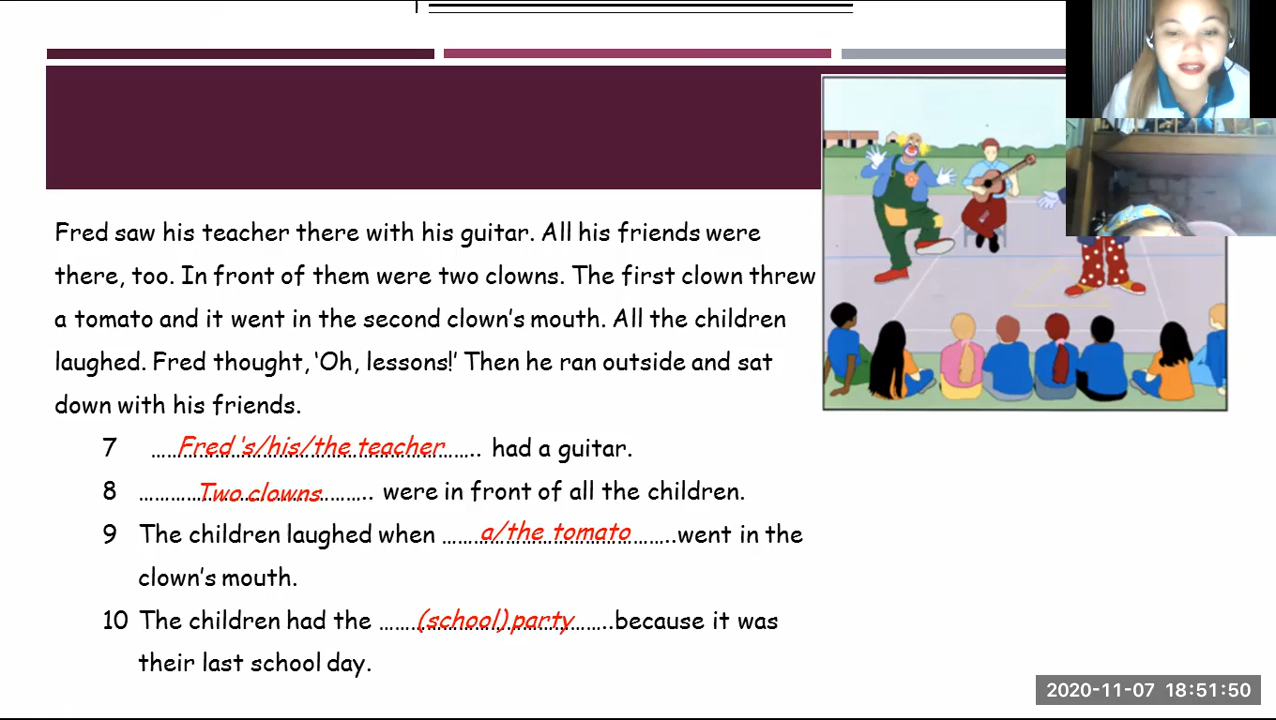 Fred saw his teacher there with his guitar. All his friends were
there, too. In front of them were two clowns. The first clown threw
a tomato and it went in the second clown's mouth. All the children
laughed. Fred thought, 'Oh, lessons!' Then he ran outside and sat
down with his friends.
7 .....Fred 's/his/the teacher..... had a guitar.
8 .....Two clowns..... were in front of all the children.
9 The children laughed when .....a/the tomato.....went in the
clown's mouth.
10 The children had the .....(school) party.....because it was
their last school day.
2020-11-07 18:51:50